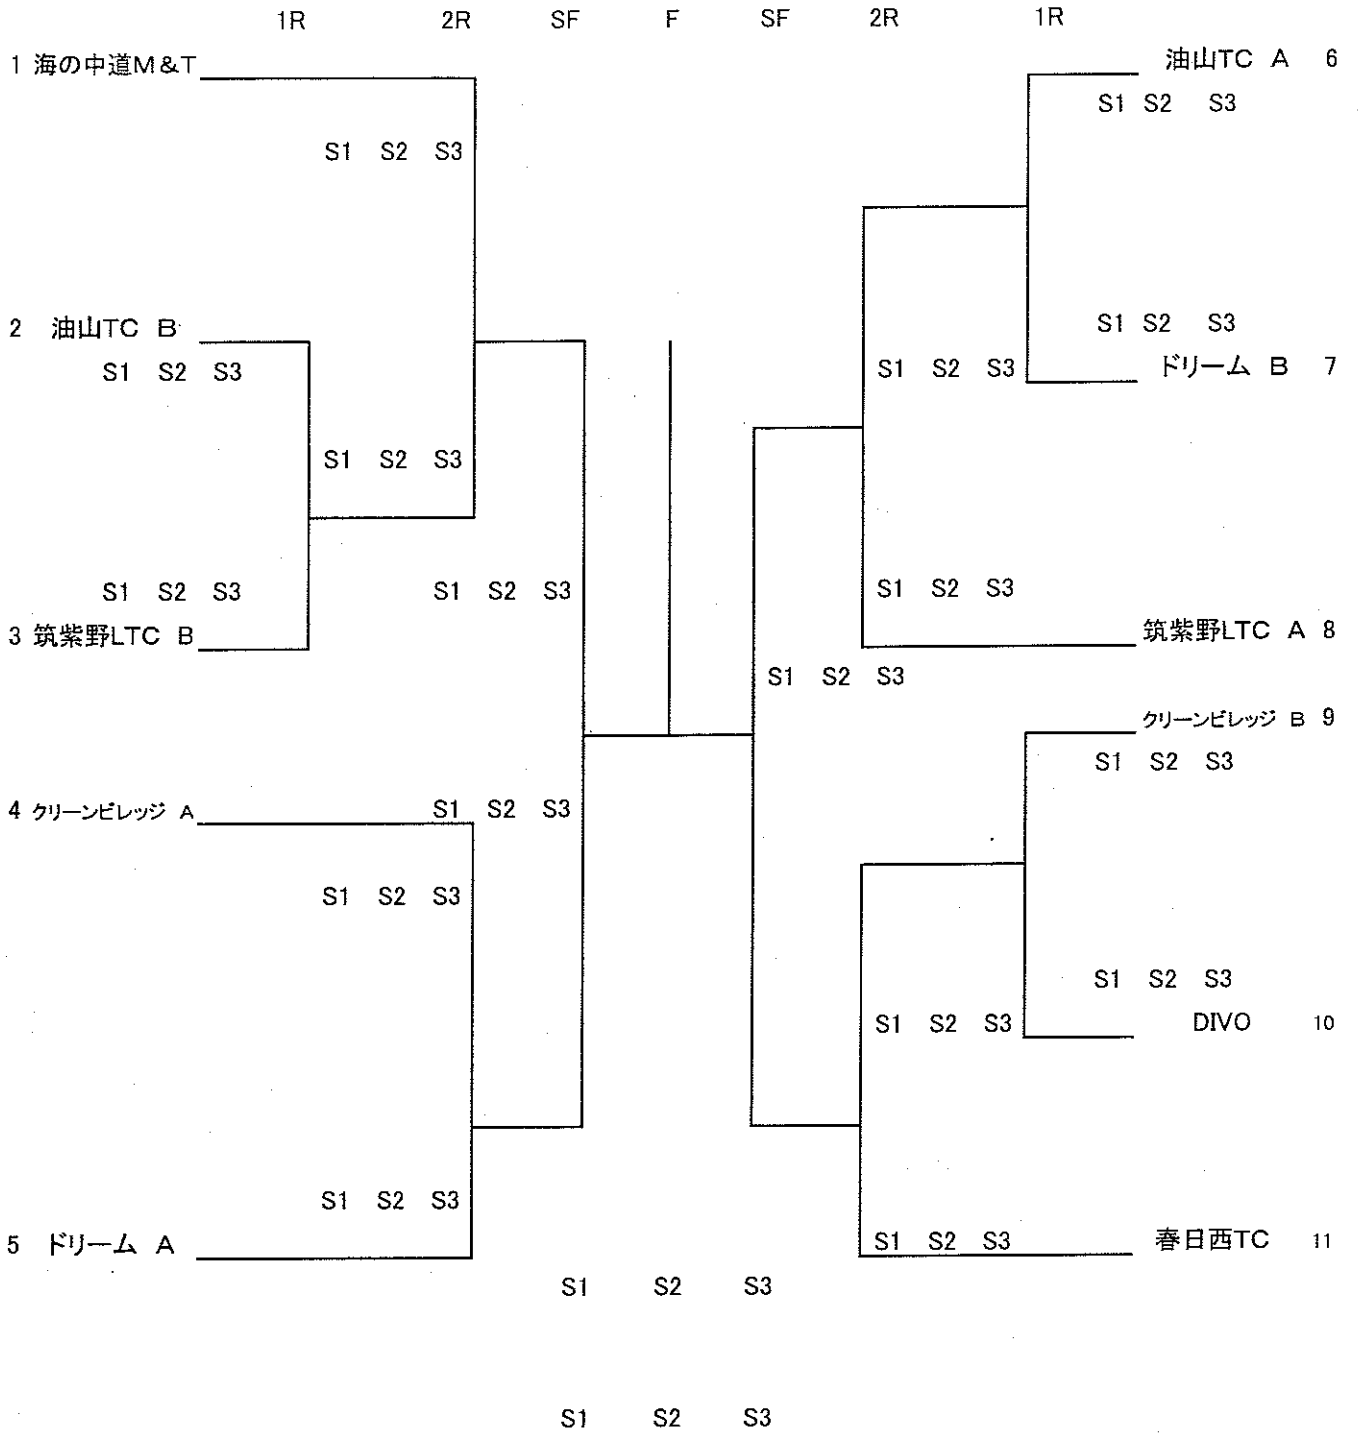 1R 2R SF F SF 2R 1R
1 海の中道M&T
油山TC A 6
S1 S2 S3
S1 S2 S3
2 油山TC B
S1 S2 S3
S1 S2 S3
S1 S2 S3
ドリーム B 7
S1 S2 S3
S1 S2 S3
S1 S2 S3
S1 S2 S3
S1 S2 S3
3 筑紫野LTC B
筑紫野LTC A 8
S1 S2 S3
クリーンビレッジ B 9
S1 S2 S3
4 クリーンビレッジ A
S1 S2 S3
S1 S2 S3
S1 S2 S3
S1 S2 S3
DIVO 10
S1 S2 S3
5 ドリーム A
S1 S2 S3
春日西TC 11
S1 S2 S3
S1 S2 S3